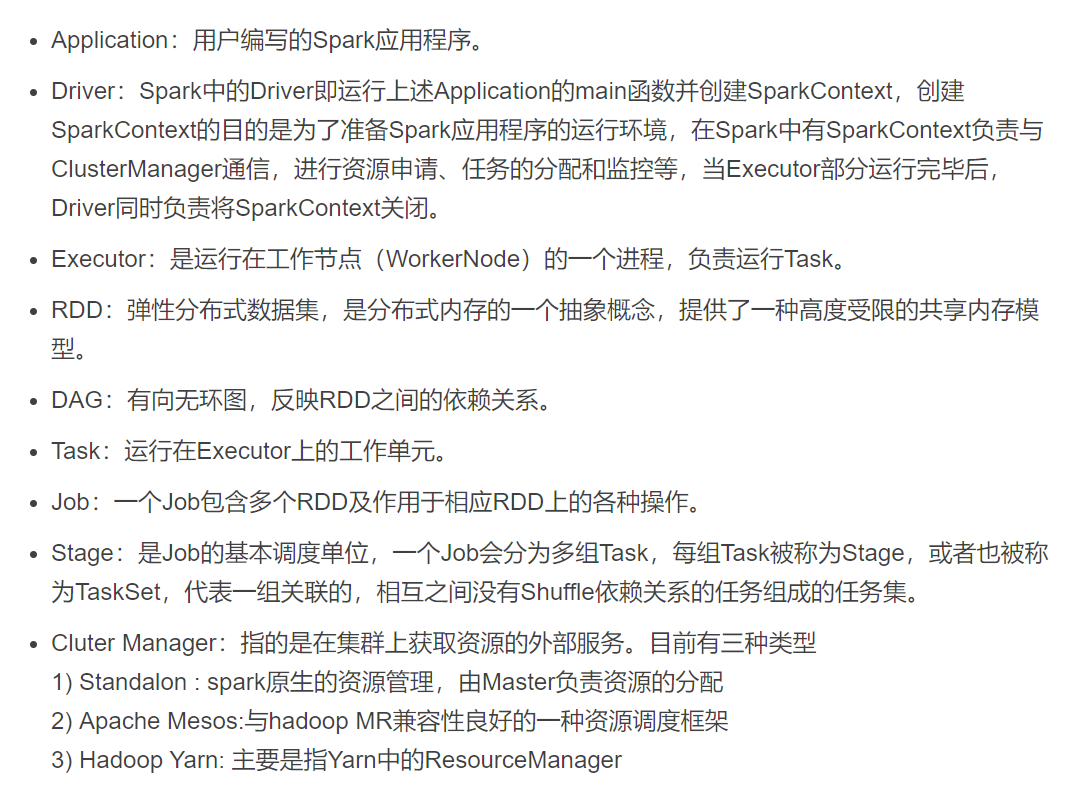 Application：用户编写的Spark应用程序。
Driver：Spark中的Driver即运行上述Application的main函数并创建SparkContext，创建
SparkContext的目的是为了准备Spark应用程序的运行环境，在Spark中有SparkContext负责与
ClusterManager通信，进行资源申请、任务的分配和监控等，当Executor部分运行完毕后，
Driver同时负责将SparkContext关闭。
Executor：是运行在工作节点（WorkerNode）的一个进程，负责运行Task。
RDD：弹性分布式数据集，是分布式内存的一个抽象概念，提供了一种高度受限的共享内存模
型。
DAG：有向无环图，反映RDD之间的依赖关系。
Task：运行在Executor上的工作单元。
Job：一个Job包含多个RDD及作用于相应RDD上的各种操作。
Stage：是Job的基本调度单位，一个Job会分为多组Task，每组Task被称为Stage，或者也被称
为TaskSet，代表一组关联的，相互之间没有Shuffle依赖关系的任务组成的任务集。
Cluter Manager：指的是在集群上获取资源的外部服务。目前有三种类型
1) Standalon : spark原生的资源管理，由Master负责资源的分配
2) Apache Mesos:与hadoop MR兼容性良好的一种资源调度框架
3) Hadoop Yarn: 主要是指Yarn中的ResourceManager